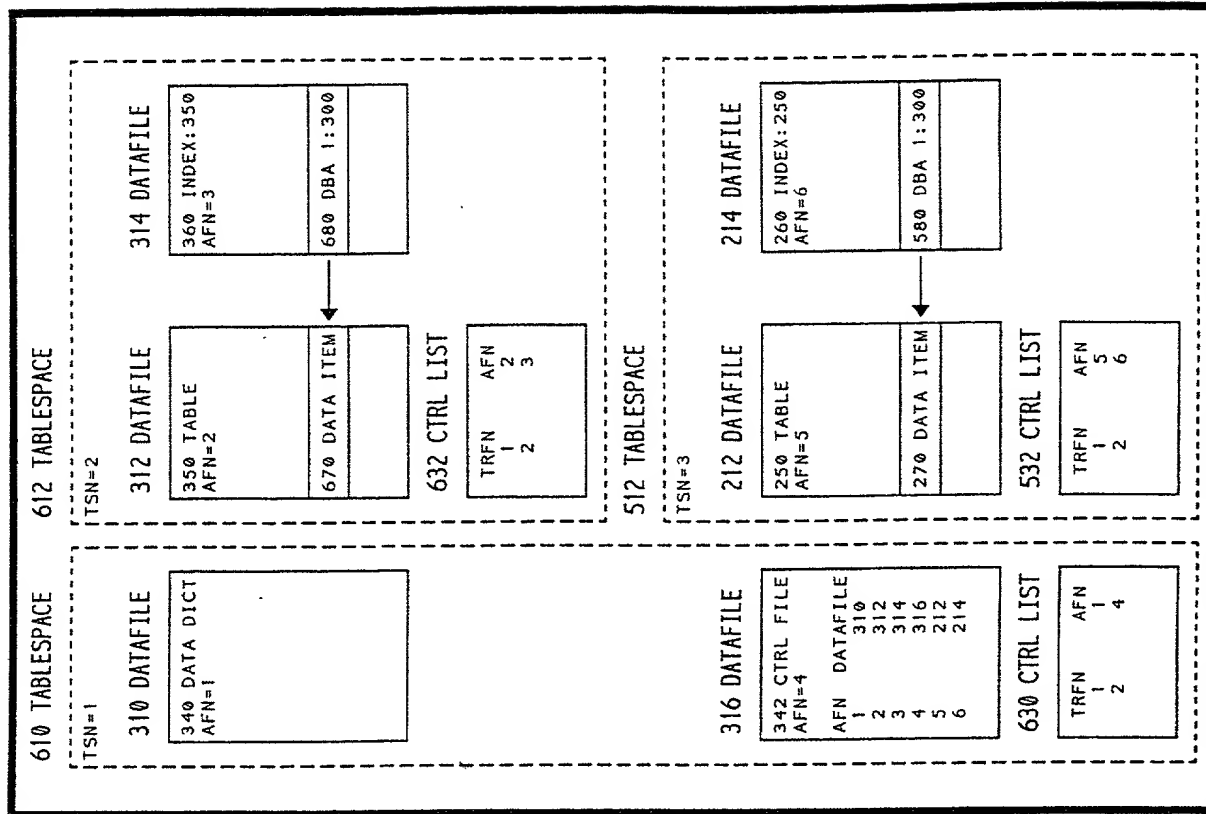 610 TABLESPACE
TSN=1
310 DATAFILE
340 DATA DICT
AFN=1
316 DATAFILE
342 CTRL FILE
AFN=4
AFN DATAFILE
1 310
2 312
3 314
4 316
5 212
6 214
630 CTRL LIST
TRFN AFN
1 1
2 4
612 TABLESPACE
TSN=2
312 DATAFILE
350 TABLE
AFN=2
670 DATA ITEM
314 DATAFILE
360 INDEX:350
AFN=3
680 DBA 1:300
632 CTRL LIST
TRFN AFN
1 2
2 3
512 TABLESPACE
TSN=3
212 DATAFILE
250 TABLE
AFN=5
270 DATA ITEM
214 DATAFILE
260 INDEX:250
AFN=6
580 DBA 1:300
532 CTRL LIST
TRFN AFN
1 5
2 6